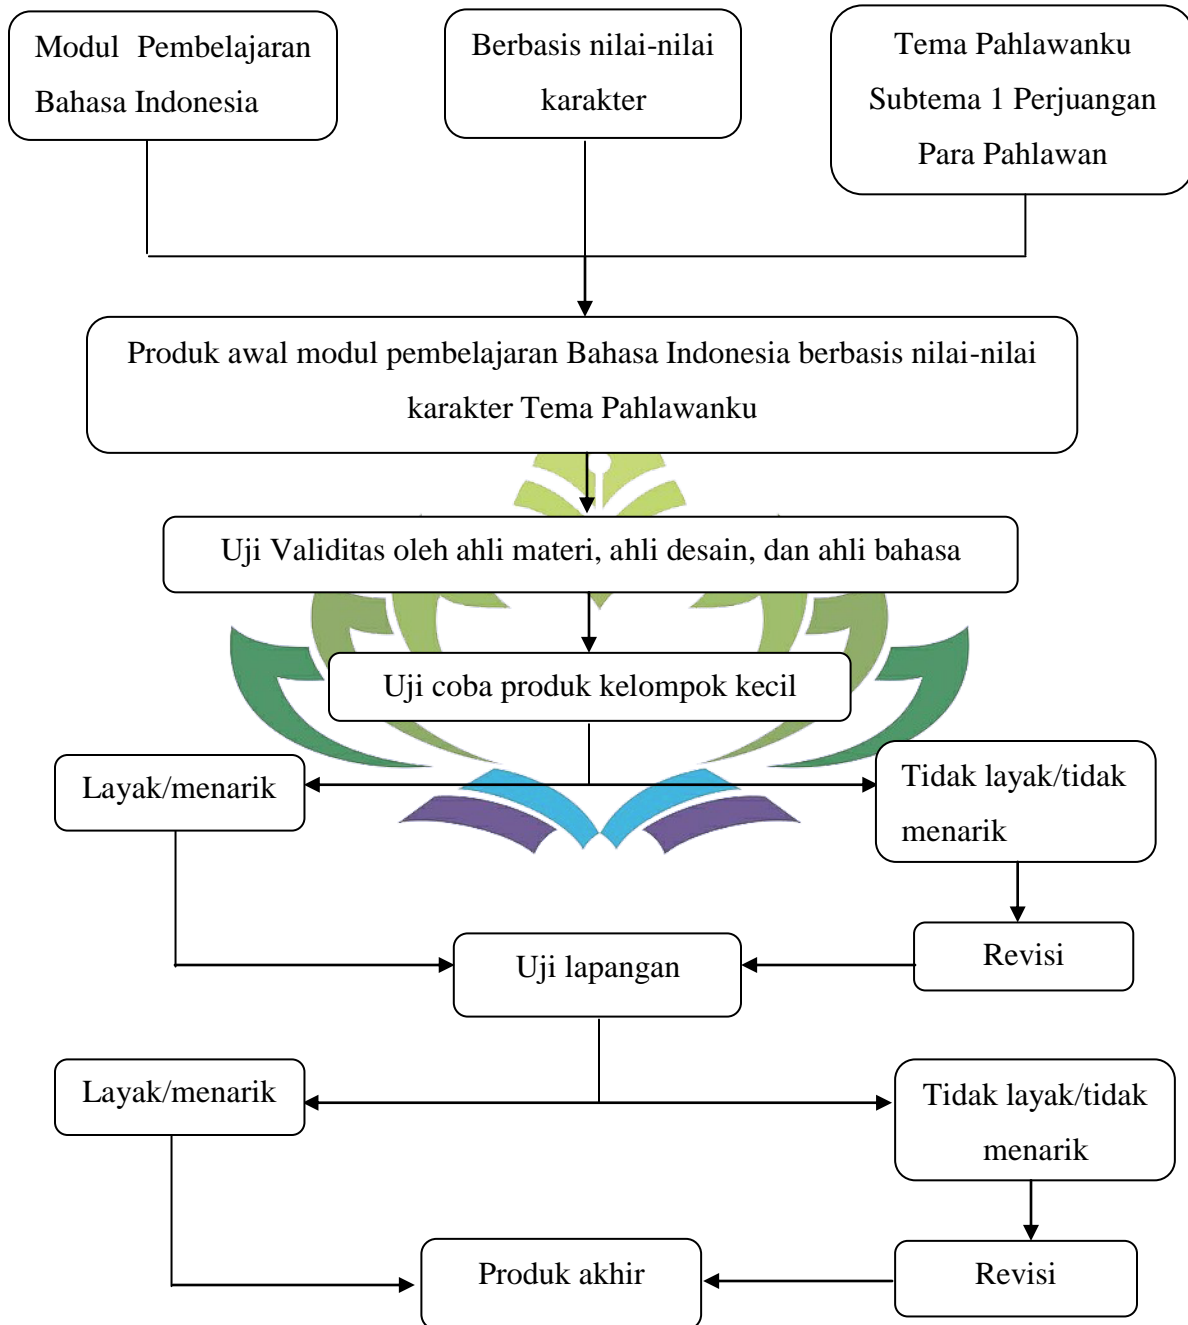 Modul Pembelajaran
Bahasa Indonesia
Berbasis nilai-nilai
karakter
Tema Pahlawanku
Subtema 1 Perjuangan
Para Pahlawan
Produk awal modul pembelajaran Bahasa Indonesia berbasis nilai-nilai
karakter Tema Pahlawanku
Uji Validitas oleh ahli materi, ahli desain, dan ahli bahasa
Uji coba produk kelompok kecil
Layak/menarik
Tidak layak/tidak
menarik
Uji lapangan
Revisi
Layak/menarik
Tidak layak/tidak
menarik
Produk akhir
Revisi